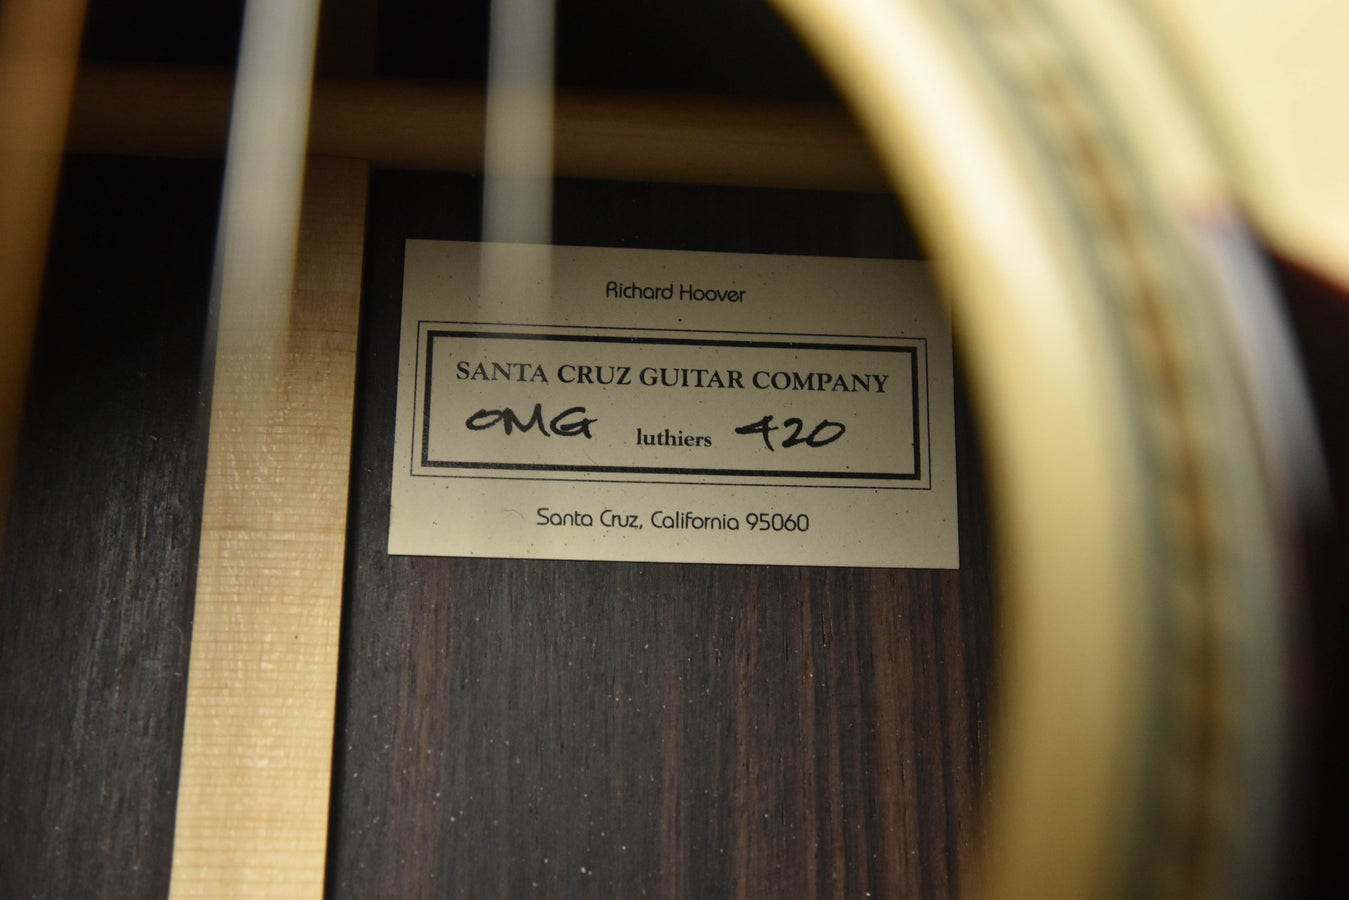 Richard Hoover
SANTA CRUZ GUITAR COMPANY
OMG luthiers 420
Santa Cruz, California 95060